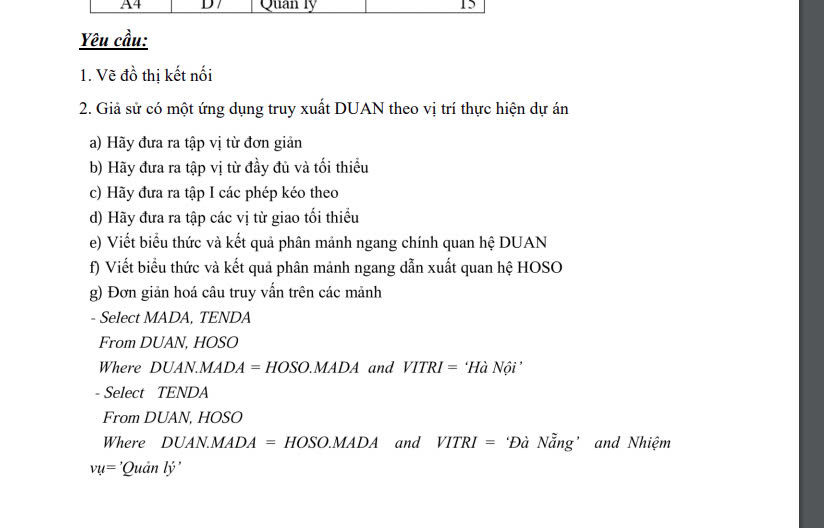 A4 D7 Quản lý 15
Yêu cầu:
1. Vẽ đồ thị kết nối
2. Giả sử có một ứng dụng truy xuất DUAN theo vị trí thực hiện dự án
a) Hãy đưa ra tập vị từ đơn giản
b) Hãy đưa ra tập vị từ đầy đủ và tối thiểu
c) Hãy đưa ra tập I các phép kéo theo
d) Hãy đưa ra tập các vị từ giao tối thiểu
e) Viết biểu thức và kết quả phân mảnh ngang chính quan hệ DUAN
f) Viết biểu thức và kết quả phân mảnh ngang dẫn xuất quan hệ HOSO
g) Đơn giản hoá câu truy vấn trên các mảnh
- Select MADA, TENDA
From DUAN, HOSO
Where DUAN.MADA = HOSO.MADA and VITRI = ‘Hà Nội’
- Select TENDA
From DUAN, HOSO
Where DUAN.MADA = HOSO.MADA and VITRI = ‘Đà Nẵng’ and Nhiệm
vụ=’Quản lý’